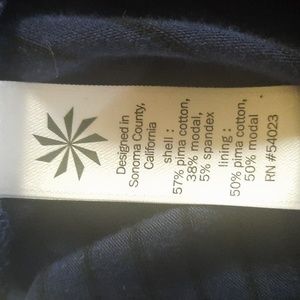 Designed in
Sonoma County,
California
shell :
57% pima cotton,
38% modal,
5% spandex
lining :
50% pima cotton,
50% modal
RN #54023